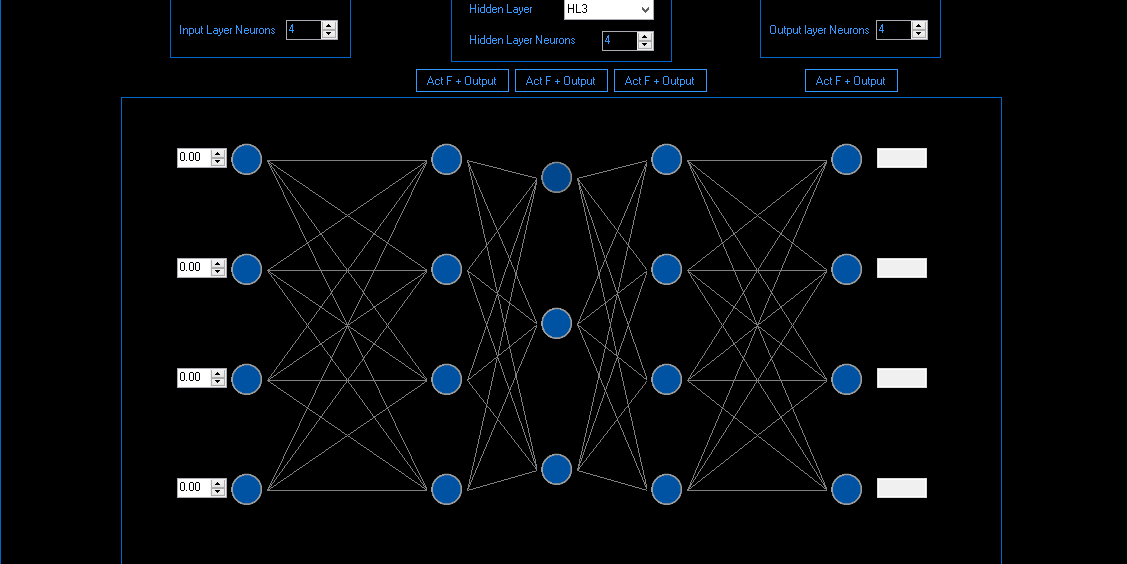 Hidden Layer HL3
Input Layer Neurons 4
Hidden Layer Neurons 4
Output layer Neurons 4
Act F + Output Act F + Output Act F + Output Act F + Output
0.00
0.00
0.00
0.00